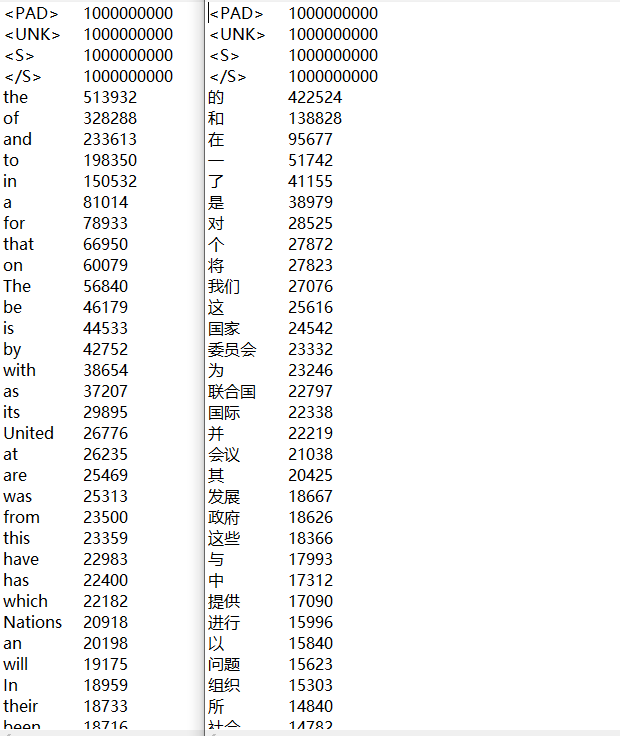 <PAD> 1000000000
<UNK> 1000000000
<S> 1000000000
</S> 1000000000
the 513932
of 328288
and 233613
to 198350
in 150532
a 81014
for 78933
that 66950
on 60079
The 56840
be 46179
is 44533
by 42752
with 38654
as 37207
its 29895
United 26776
at 26235
are 25469
was 25313
from 23500
this 23359
have 22983
has 22400
which 22182
Nations 20918
an 20198
will 19175
In 18959
their 18733
been 18716
<PAD> 1000000000
<UNK> 1000000000
<S> 1000000000
</S> 1000000000
的 422524
和 138828
在 95677
一 51742
了 41155
是 38979
对 28525
个 27872
将 27823
我们 27076
这 25616
国家 24542
委员会 23332
为 23246
联合国 22797
国际 22338
并 22219
会议 21038
其 20425
发展 18667
政府 18626
这些 18366
与 17993
中 17312
提供 17090
进行 15996
以 15840
问题 15623
组织 15303
所 14840
社会 14782